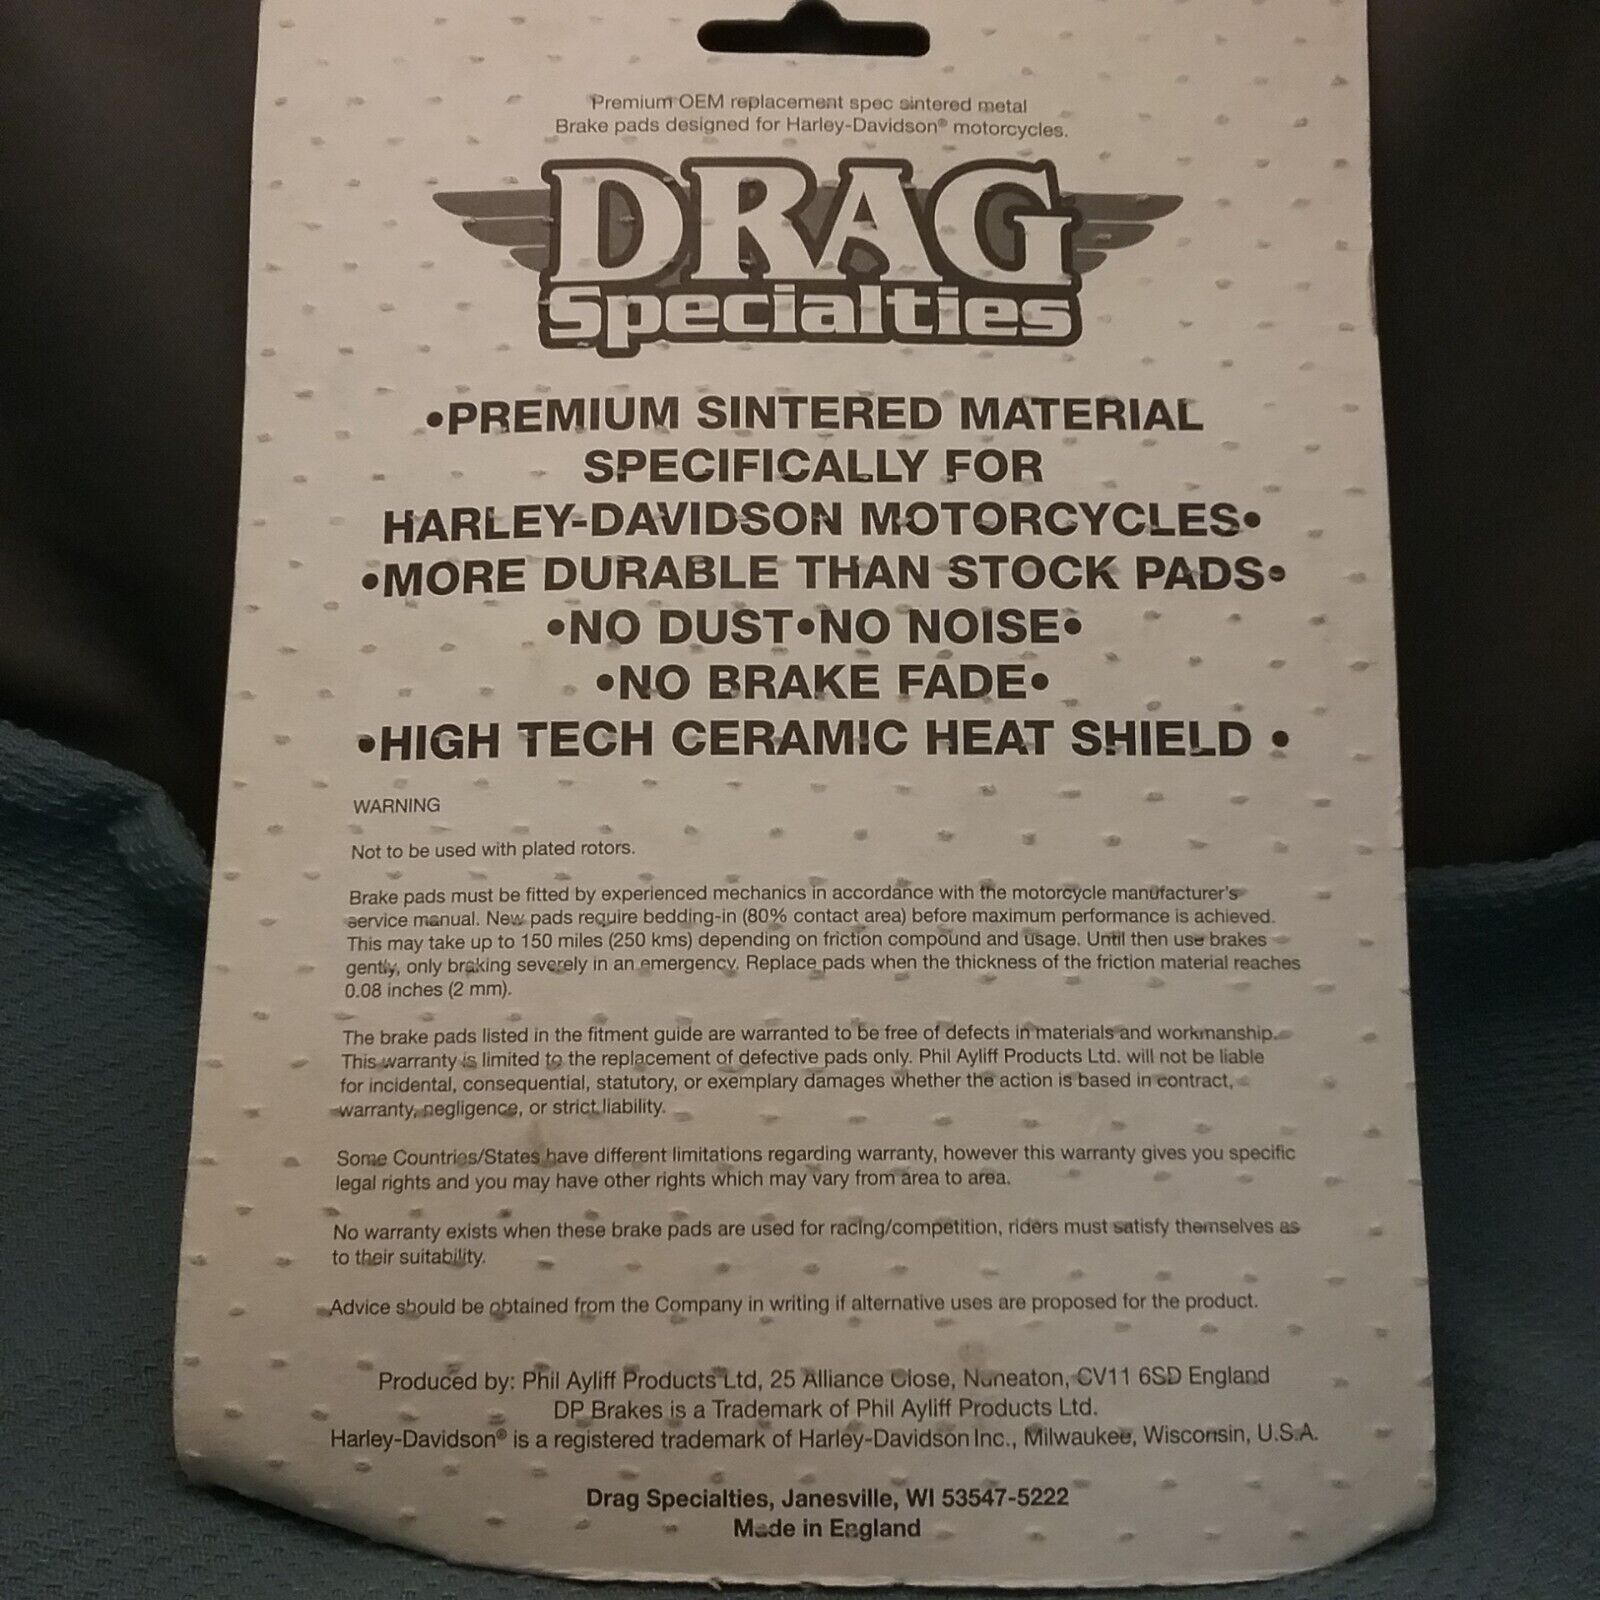 Premium OEM replacement spec sintered metal
Brake pads designed for Harley-Davidson® motorcycles.
DRAG
Specialties
•PREMIUM SINTERED MATERIAL
SPECIFICALLY FOR
HARLEY-DAVIDSON MOTORCYCLES•
•MORE DURABLE THAN STOCK PADS•
•NO DUST•NO NOISE•
•NO BRAKE FADE•
•HIGH TECH CERAMIC HEAT SHIELD •
WARNING
Not to be used with plated rotors.
Brake pads must be fitted by experienced mechanics in accordance with the motorcycle manufacturer's
service manual. New pads require bedding-in (80% contact area) before maximum performance is achieved.
This may take up to 150 miles (250 kms) depending on friction compound and usage. Until then use brakes
gently, only braking severely in an emergency. Replace pads when the thickness of the friction material reaches
0.08 inches (2 mm).
The brake pads listed in the fitment guide are warranted to be free of defects in materials and workmanship.
This warranty is limited to the replacement of defective pads only. Phil Ayliff Products Ltd. will not be liable
for incidental, consequential, statutory, or exemplary damages whether the action is based in contract,
warranty, negligence, or strict liability.
Some Countries/States have different limitations regarding warranty, however this warranty gives you specific
legal rights and you may have other rights which may vary from area to area.
No warranty exists when these brake pads are used for racing/competition, riders must satisfy themselves as
to their suitability.
Advice should be obtained from the Company in writing if alternative uses are proposed for the product.
Produced by: Phil Ayliff Products Ltd, 25 Alliance Close, Nuneaton, CV11 6SD England
DP Brakes is a Trademark of Phil Ayliff Products Ltd.
Harley-Davidson® is a registered trademark of Harley-Davidson Inc., Milwaukee, Wisconsin, U.S.A.
Drag Specialties, Janesville, WI 53547-5222
Made in England